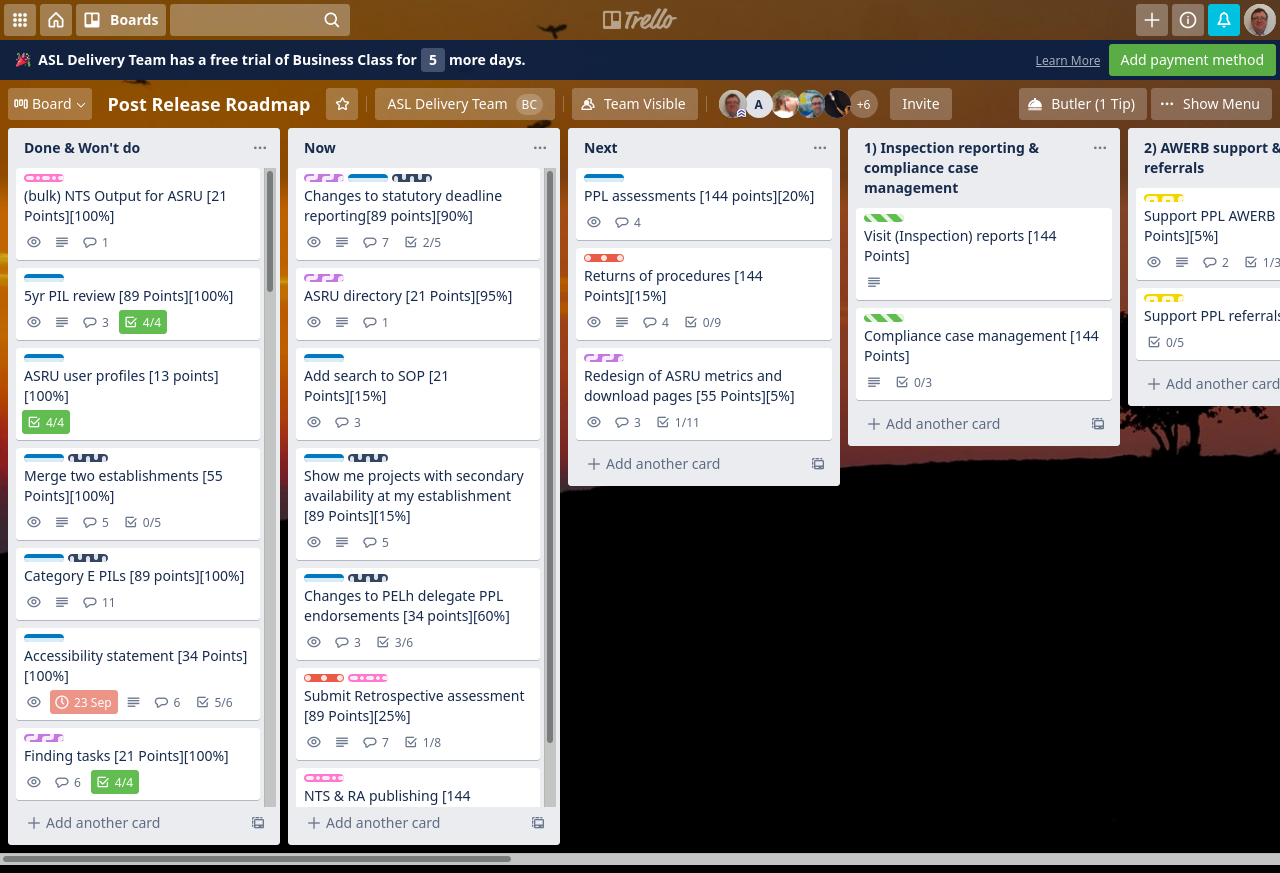 Boards
Trello
ASL Delivery Team has a free trial of Business Class for 5 more days.
Learn More
Add payment method
Board
Post Release Roadmap
ASL Delivery Team BC
Team Visible
A
+6
Invite
Butler (1 Tip)
Show Menu
Done & Won't do
(bulk) NTS Output for ASRU [21
Points][100%]
1
5yr PIL review [89 Points][100%]
3 4/4
ASRU user profiles [13 points]
[100%]
4/4
Merge two establishments [55
Points][100%]
5 0/5
Category E PILs [89 points][100%]
11
Accessibility statement [34 Points]
[100%]
23 Sep 6 5/6
Finding tasks [21 Points][100%]
6 4/4
Add another card
Now
Changes to statutory deadline
reporting[89 points][90%]
7 2/5
ASRU directory [21 Points][95%]
1
Add search to SOP [21
Points][15%]
3
Show me projects with secondary
availability at my establishment
[89 Points][15%]
5
Changes to PELh delegate PPL
endorsements [34 points][60%]
3 3/6
Submit Retrospective assessment
[89 Points][25%]
7 1/8
NTS & RA publishing [144
Add another card
Next
PPL assessments [144 points][20%]
4
Returns of procedures [144
Points][15%]
4 0/9
Redesign of ASRU metrics and
download pages [55 Points][5%]
3 1/11
Add another card
1) Inspection reporting &
compliance case
management
Visit (Inspection) reports [144
Points]
Compliance case management [144
Points]
0/3
Add another card
2) AWERB support &
referrals
Support PPL AWERB
Points][5%]
2 1/3
Support PPL referrals
0/5
Add another card